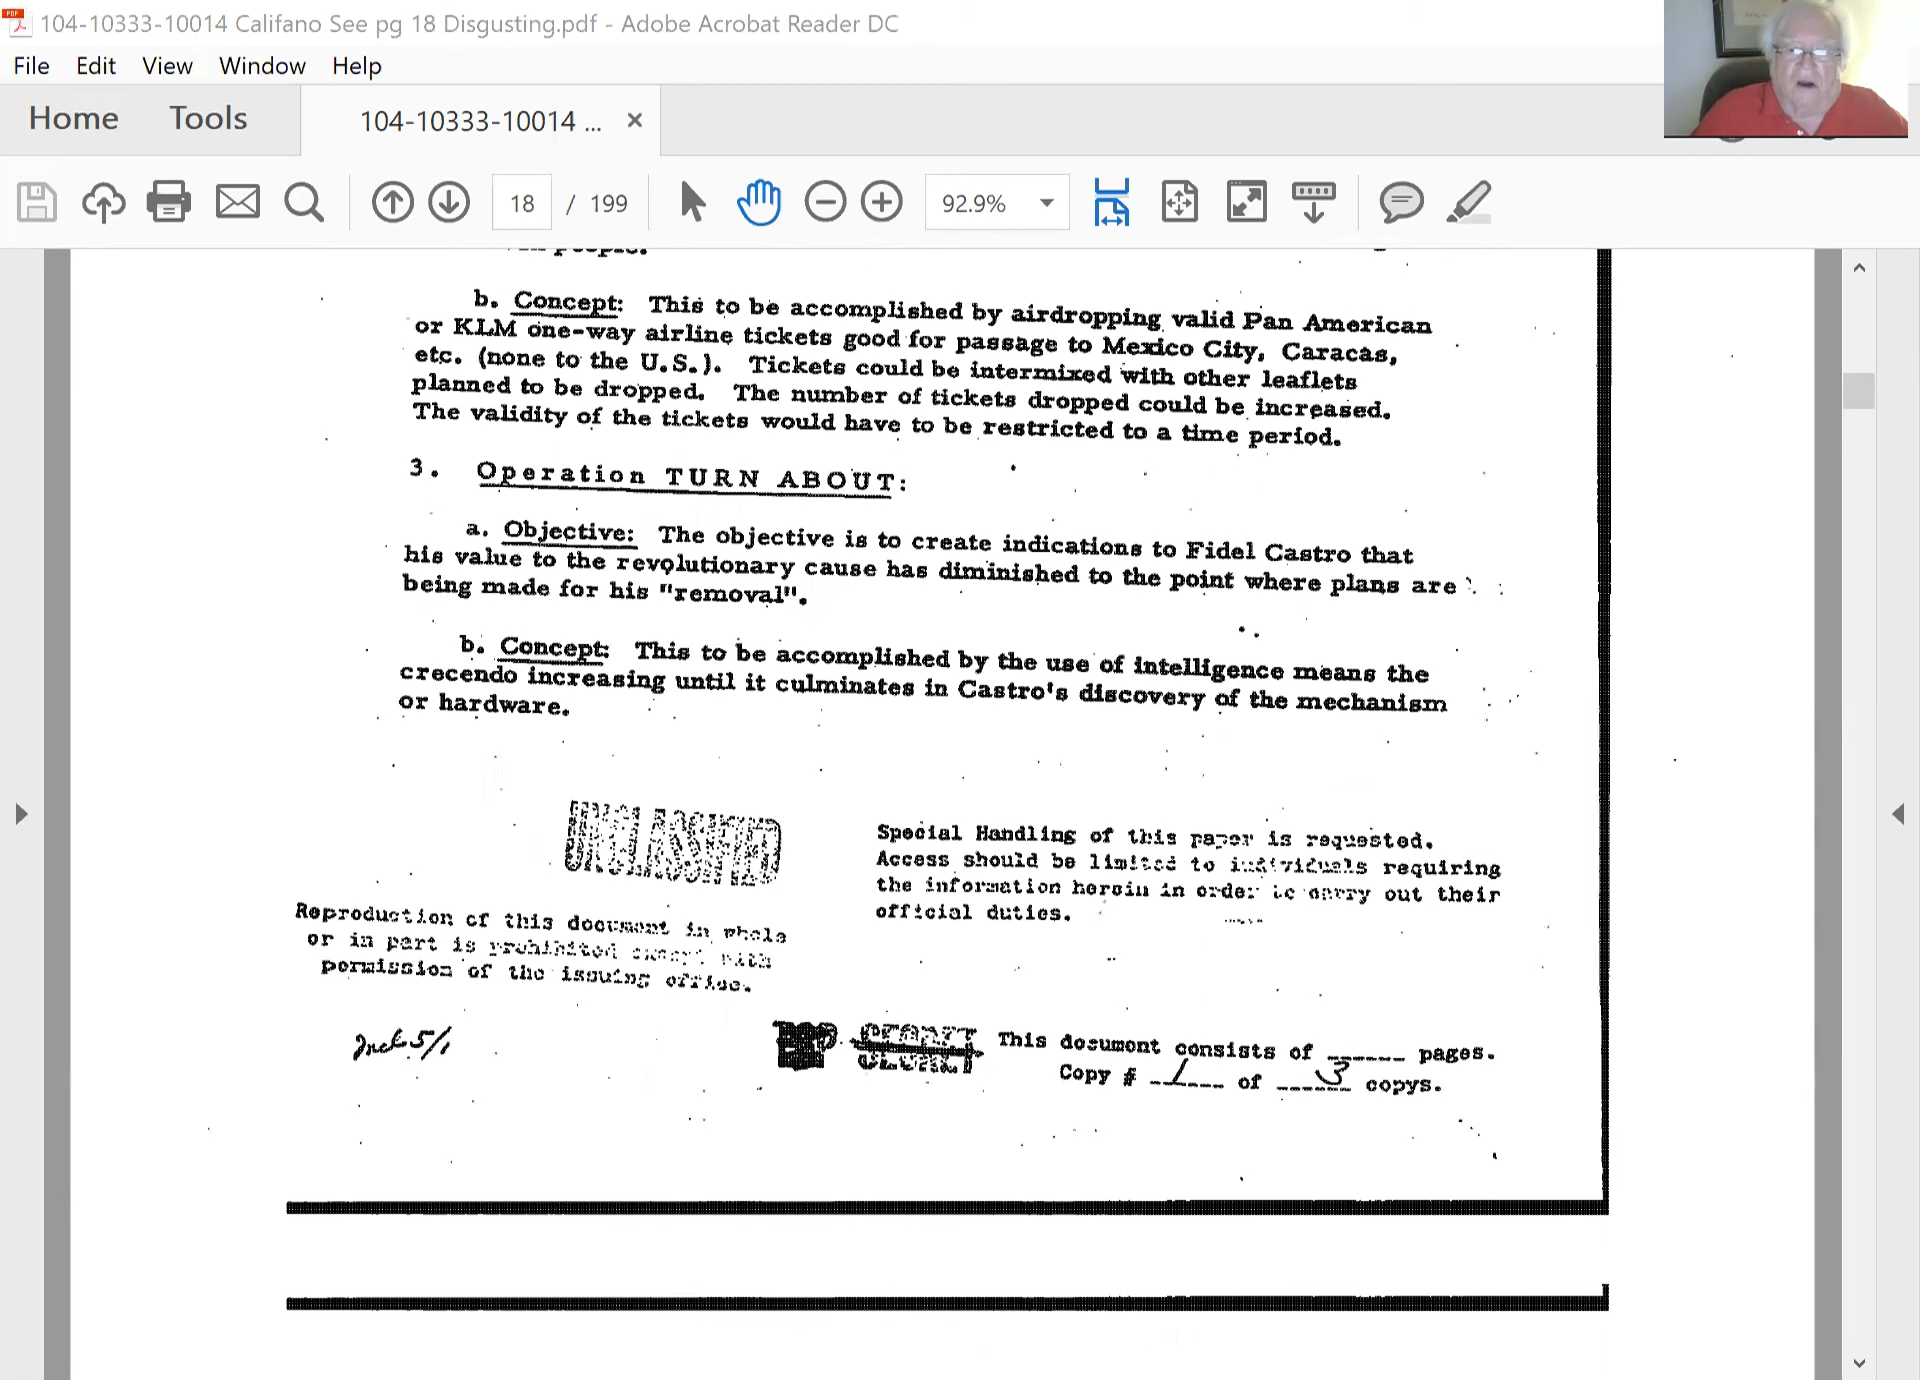 104-10333-10014 Califano See pg 18 Disgusting.pdf - Adobe Acrobat Reader DC
File Edit View Window Help
Home Tools 104-10333-10014 ... ×
18 / 199 92.9%
people.
b. Concept: This to be accomplished by airdropping valid Pan American
or KLM one-way airline tickets good for passage to Mexico City, Caracas,
etc. (none to the U.S.). Tickets could be intermixed with other leaflets
planned to be dropped. The number of tickets dropped could be increased.
The validity of the tickets would have to be restricted to a time period.
3. Operation TURN ABOUT:
a. Objective: The objective is to create indications to Fidel Castro that
his value to the revolutionary cause has diminished to the point where plans are
being made for his "removal".
b. Concept: This to be accomplished by the use of intelligence means the
crecendo increasing until it culminates in Castro's discovery of the mechanism
or hardware.
UNCLASSIFIED
Special Handling of this paper is requested.
Access should be limited to individuals requiring
the information herein in order to carry out their
official duties.
Reproduction of this document in whole
or in part is prohibited except with
permission of the issuing office.
5/1
TOP SECRET
This document consists of ------ pages.
Copy # 1 of 3 copys.